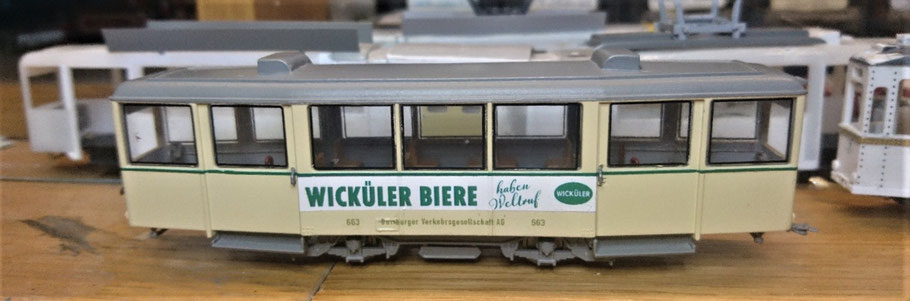 WICKÜLER BIERE
haben
Weltruf
WICKÜLER
663 Duisburger Verkehrsgesellschaft AG 663